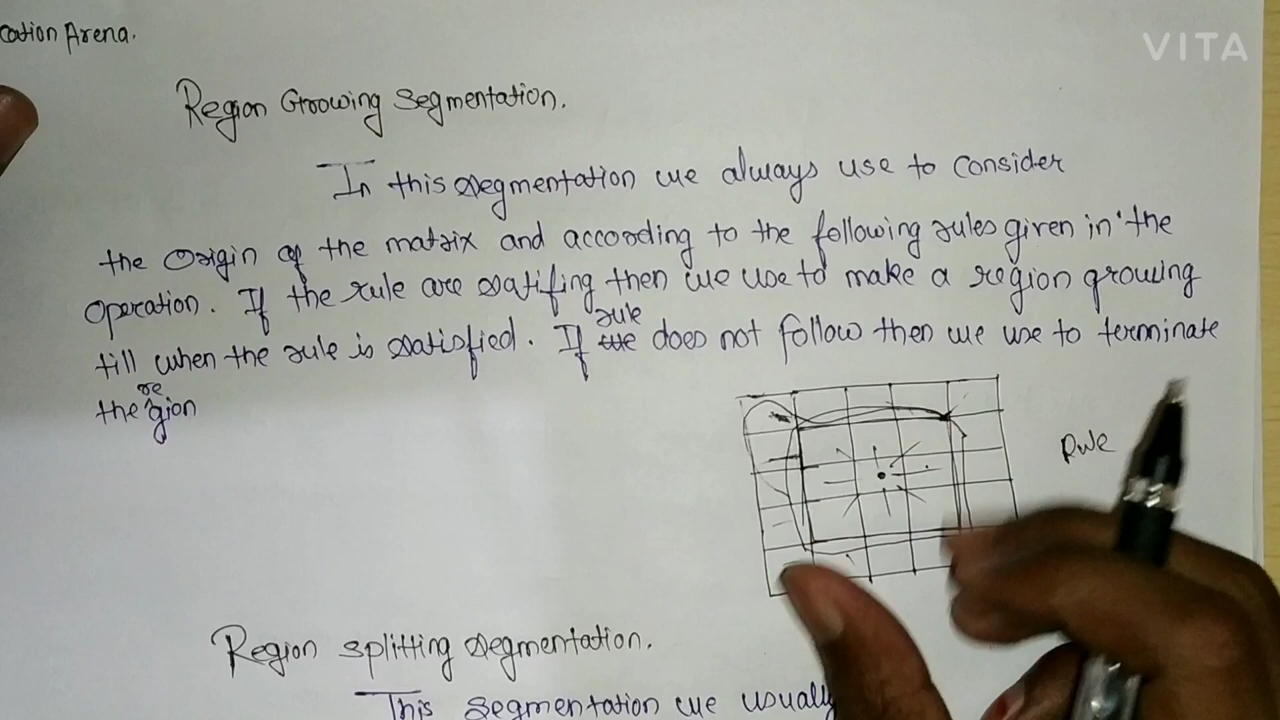 cation Arena.
VITA
Region Growing Segmentation.
In this segmentation we always use to consider
the origin of the matrix and according to the following rules given in the
operation. If the rule are satifing then we use to make a region growing
till when the rule is satisfied. If rule does not follow then we use to terminate
the region
Rule
Region splitting segmentation.
This segmentation we usually